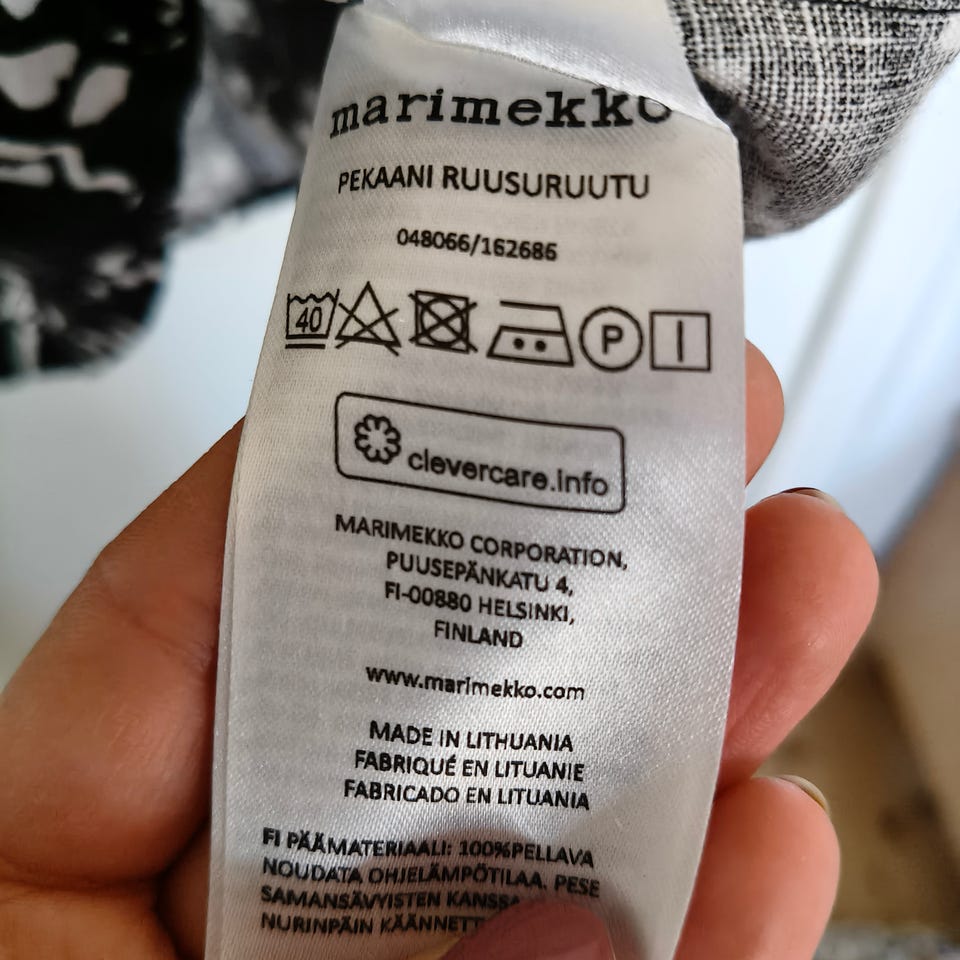 marimekko
PEKAANI RUUSURUUTU
048066/162686
40 P
clevercare.info
MARIMEKKO CORPORATION,
PUUSEPÄNKATU 4,
FI-00880 HELSINKI,
FINLAND
www.marimekko.com
MADE IN LITHUANIA
FABRIQUÉ EN LITUANIE
FABRICADO EN LITUANIA
FI PÄÄMATERIAALI: 100%PELLAVA
NOUDATA OHJELÄMPÖTILAA. PESE
SAMANSÄVYISTEN KANSSA
NURINPÄIN KÄÄNNETT